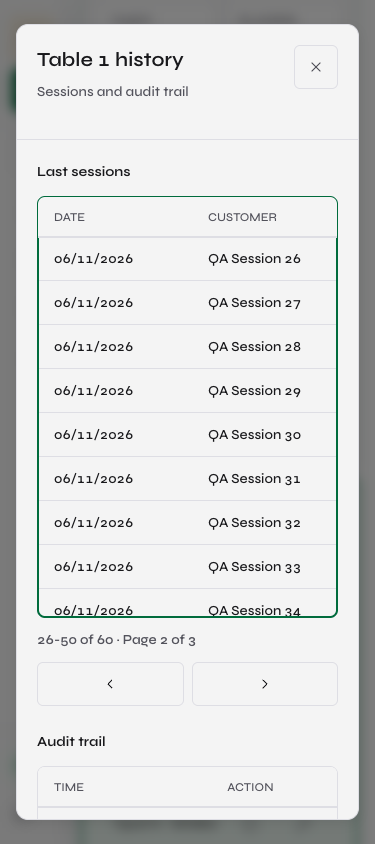 Table 1 history
Sessions and audit trail
Last sessions
DATE CUSTOMER
06/11/2026 QA Session 26
06/11/2026 QA Session 27
06/11/2026 QA Session 28
06/11/2026 QA Session 29
06/11/2026 QA Session 30
06/11/2026 QA Session 31
06/11/2026 QA Session 32
06/11/2026 QA Session 33
06/11/2026 QA Session 34
26-50 of 60 · Page 2 of 3
Audit trail
TIME ACTION